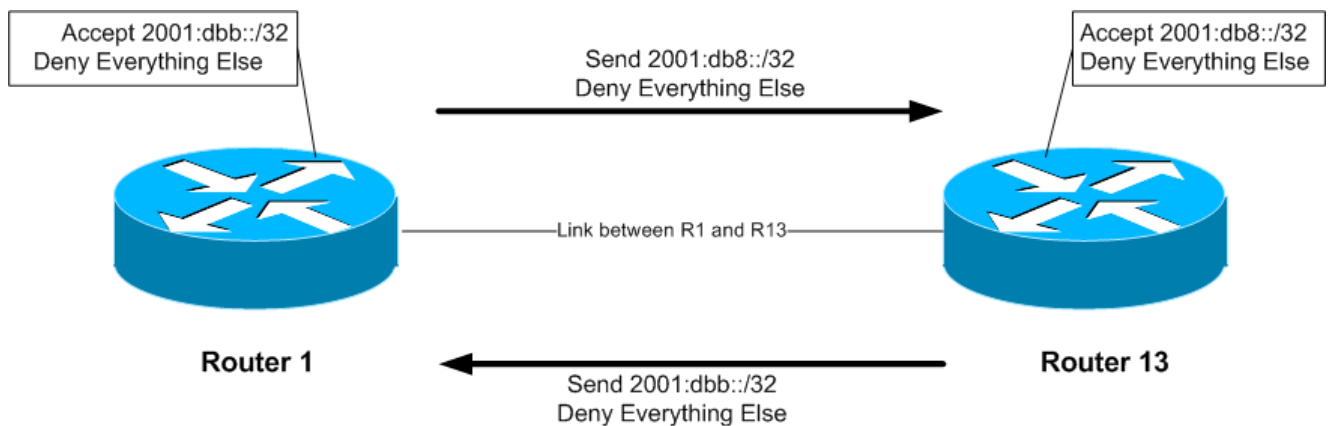 Accept 2001:dbb::/32
Deny Everything Else
Send 2001:db8::/32
Deny Everything Else
Accept 2001:db8::/32
Deny Everything Else
Link between R1 and R13
Router 1
Router 13
Send 2001:dbb::/32
Deny Everything Else